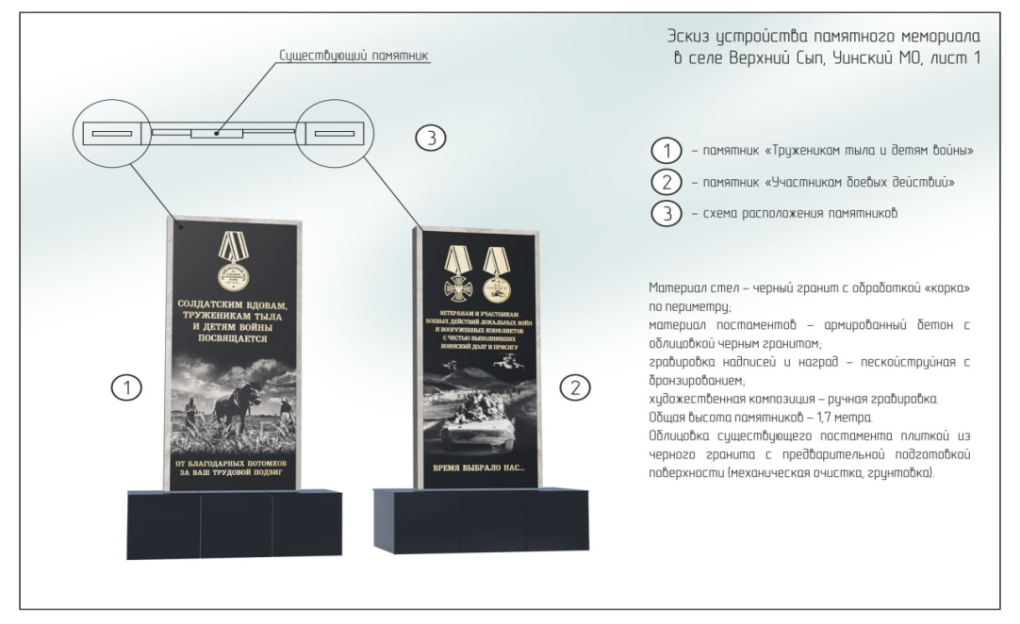 Эскиз устройства памятного мемориала
в селе Верхний Сып, Уинский МО, лист 1
Существующий памятник
3
1 – памятник «Труженикам тыла и детям войны»
2 – памятник «Участникам боевых действий»
3 – схема расположения памятников
СОЛДАТСКИМ ВДОВАМ,
ТРУЖЕНИКАМ ТЫЛА
И ДЕТЯМ ВОЙНЫ
ПОСВЯЩАЕТСЯ
ОТ БЛАГОДАРНЫХ ПОТОМКОВ
ЗА ВАШ ТРУДОВОЙ ПОДВИГ
1
ВЕТЕРАНАМ И УЧАСТНИКАМ
БОЕВЫХ ДЕЙСТВИЙ ЛОКАЛЬНЫХ ВОЙН
И ВООРУЖЕННЫХ КОНФЛИКТОВ
С ЧЕСТЬЮ ВЫПОЛНИВШИХ
ВОИНСКИЙ ДОЛГ И ПРИСЯГУ
ВРЕМЯ ВЫБРАЛО НАС...
2
Материал стел – черный гранит с обработкой «корка»
по периметру;
материал постаментов – армированный бетон с
облицовкой черным гранитом;
гравировка надписей и наград – пескойструйная с
бронзированием;
художественная композиция – ручная гравировка.
Общая высота памятников – 1,7 метра.
Облицовка существующего постамента плиткой из
черного гранита с предварительной подготовкой
поверхности (механическая очистка, грунтовка).